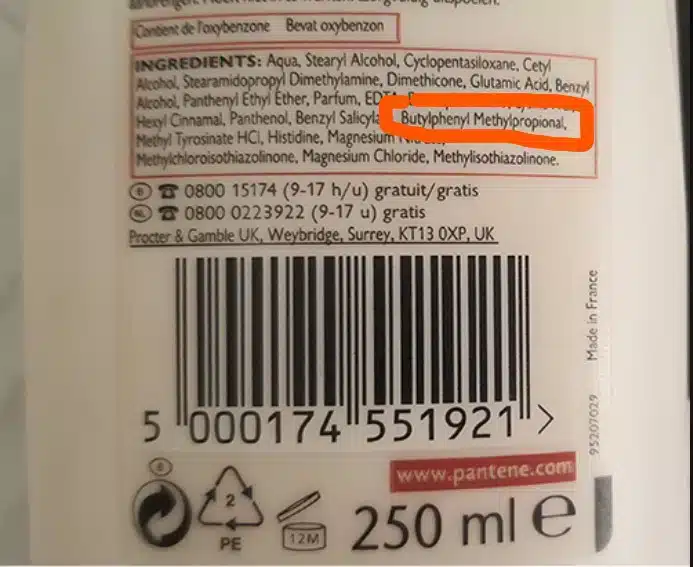 Contient de l'oxybenzone Bevat oxybenzon
INGREDIENTS: Aqua, Stearyl Alcohol, Cyclopentasiloxane, Cetyl
Alcohol, Stearamidopropyl Dimethylamine, Dimethicone, Glutamic Acid, Benzyl
Alcohol, Panthenyl Ethyl Ether, Parfum,
Hexyl Cinnamal, Panthenol, Benzyl Butylphenyl Methylpropional,
Methyl Tyrosinate HCl, Histidine, Magnesium
Methylchloroisothiazolinone, Magnesium Chloride, Methylisothiazolinone.
B 0800 15174 (9-17 h/u) gratuit/gratis
NL 0800 0223922 (9-17 u) gratis
Procter & Gamble UK, Weybridge, Surrey, KT13 0XP, UK
5 000174 551921 >
Made in France
95207029
www.pantene.com
2
PE
12M
250 ml e